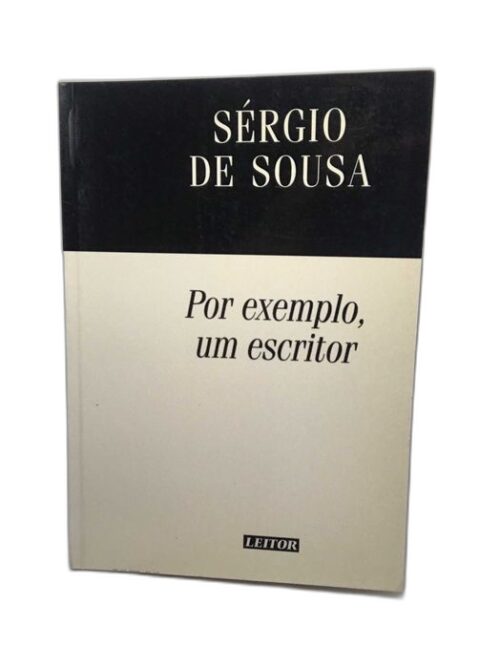 SÉRGIO
DE SOUSA
Por exemplo,
um escritor
LEITOR